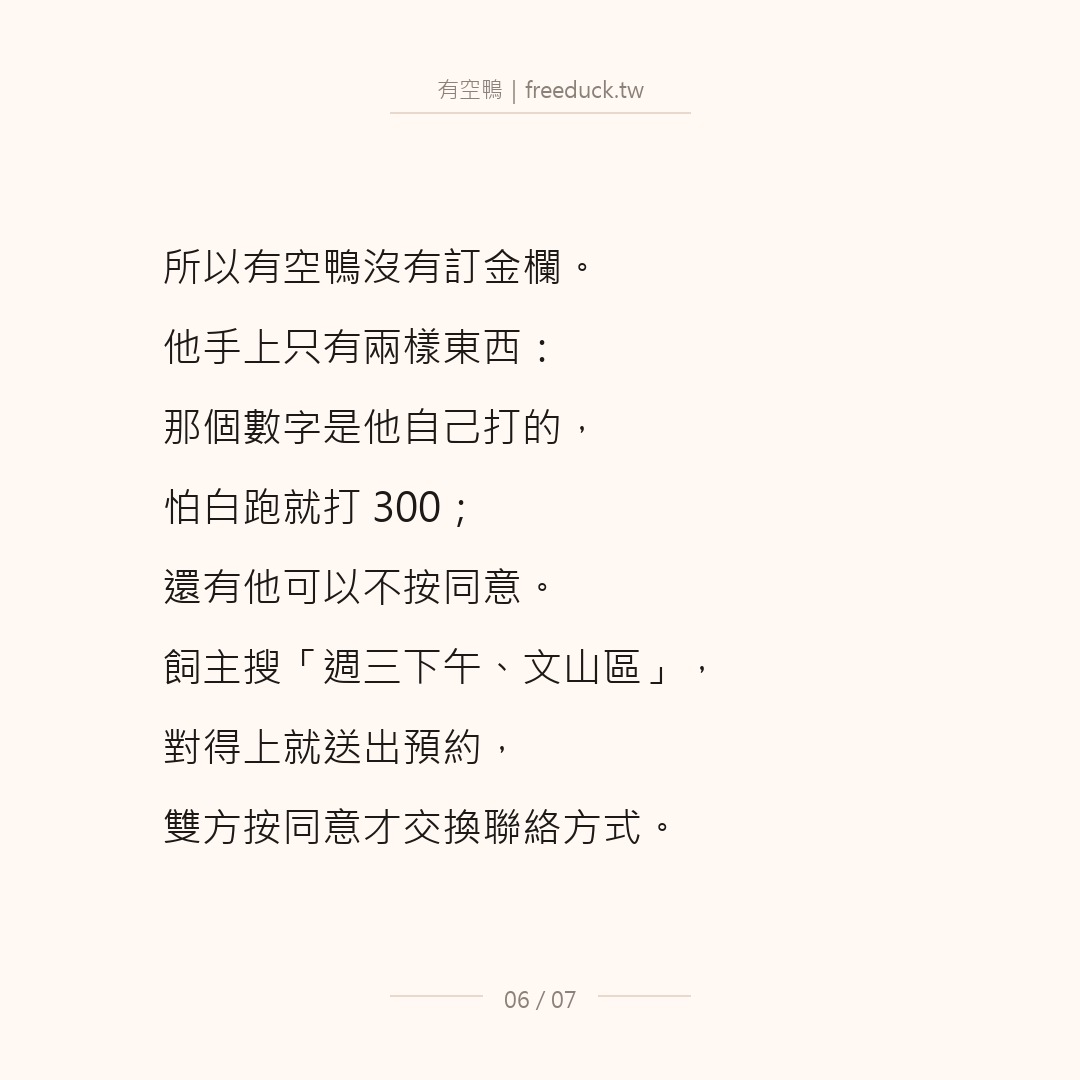 有空鴨｜freeduck.tw
所以有空鴨沒有訂金欄。
他手上只有兩樣東西：
那個數字是他自己打的，
怕白跑就打 300；
還有他可以不按同意。
飼主搜「週三下午、文山區」，
對得上就送出預約，
雙方按同意才交換聯絡方式。
06 / 07